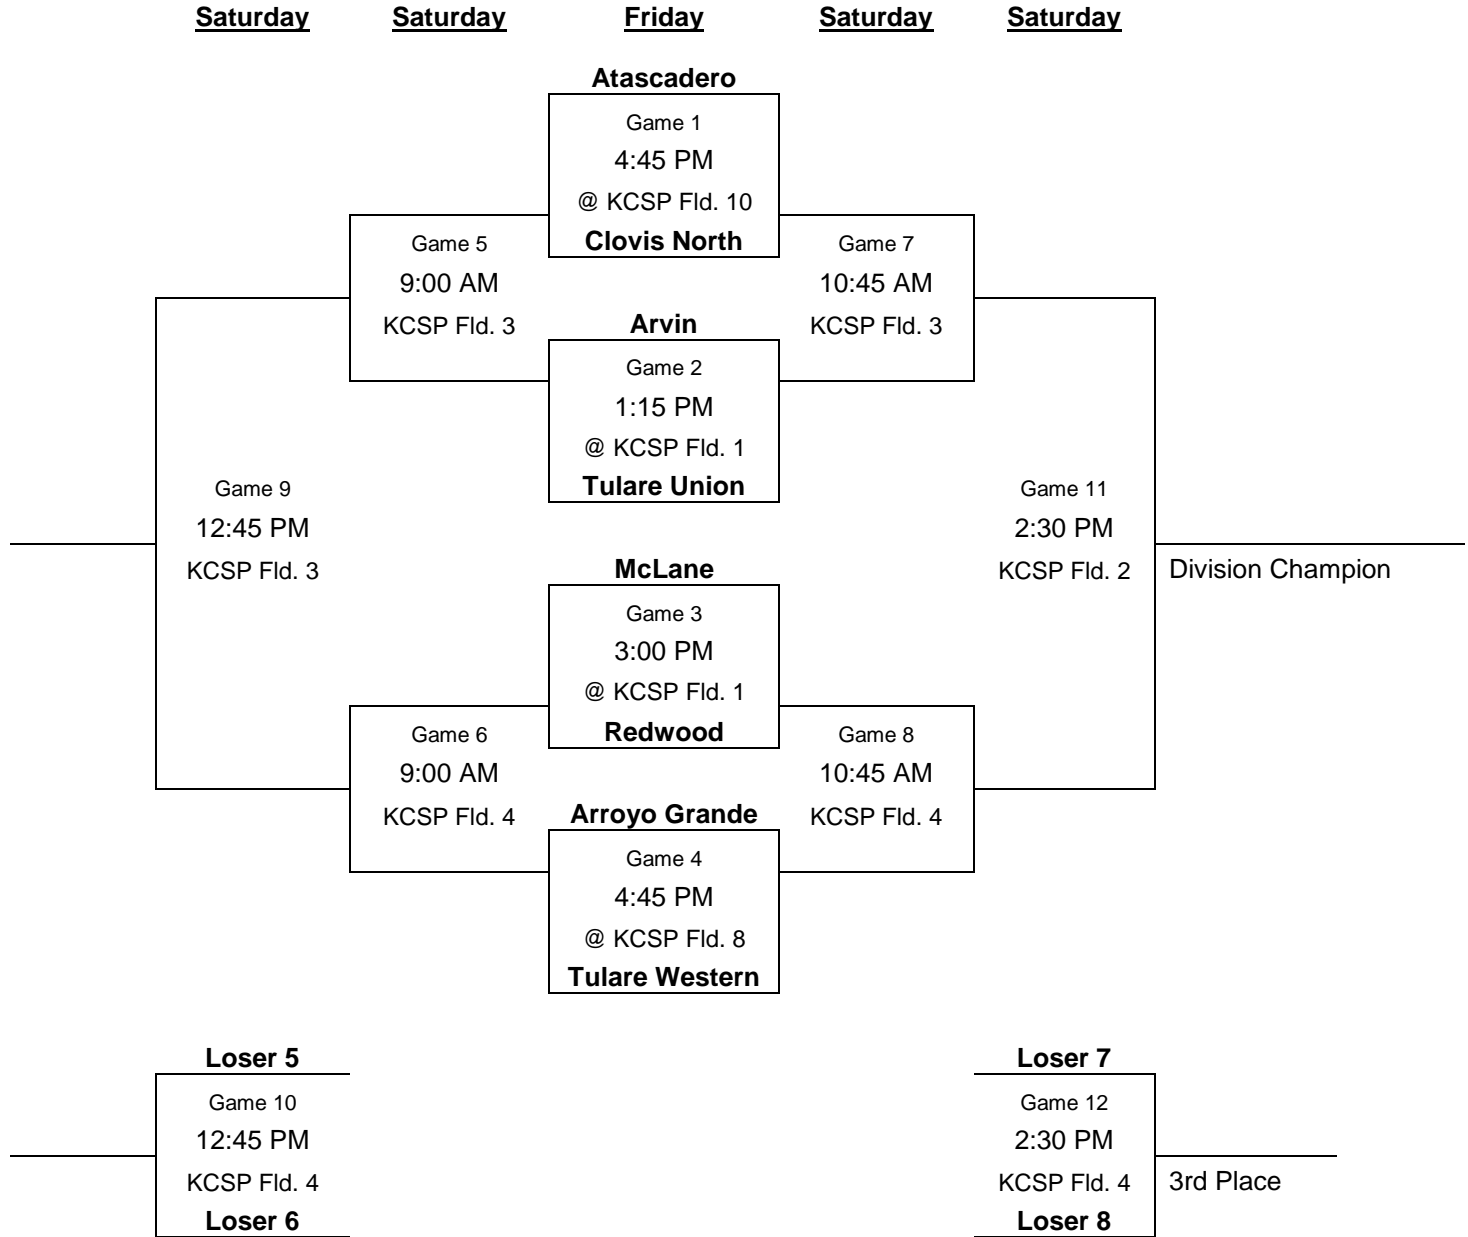 Saturday Saturday Friday Saturday Saturday
Atascadero
Game 1
4:45 PM
@ KCSP Fld. 10
Clovis North
Game 5
9:00 AM
KCSP Fld. 3
Game 7
10:45 AM
KCSP Fld. 3
Arvin
Game 2
1:15 PM
@ KCSP Fld. 1
Tulare Union
Game 9
12:45 PM
KCSP Fld. 3
Game 11
2:30 PM
KCSP Fld. 2
Division Champion
McLane
Game 3
3:00 PM
@ KCSP Fld. 1
Redwood
Game 6
9:00 AM
KCSP Fld. 4
Game 8
10:45 AM
KCSP Fld. 4
Arroyo Grande
Game 4
4:45 PM
@ KCSP Fld. 8
Tulare Western
Loser 5
Game 10
12:45 PM
KCSP Fld. 4
Loser 6
Loser 7
Game 12
2:30 PM
KCSP Fld. 4
Loser 8
3rd Place